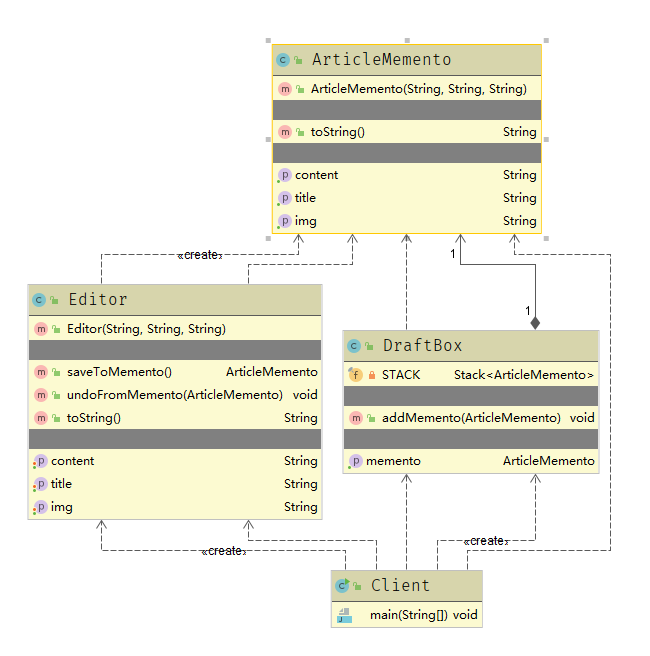 ArticleMemento
ArticleMemento(String, String, String)
toString() String
content String
title String
img String
«create»
1
1
Editor
Editor(String, String, String)
saveToMemento() ArticleMemento
undoFromMemento(ArticleMemento) void
toString() String
content String
title String
img String
DraftBox
STACK Stack<ArticleMemento>
addMemento(ArticleMemento) void
memento ArticleMemento
«create»
«create»
Client
main(String[]) void